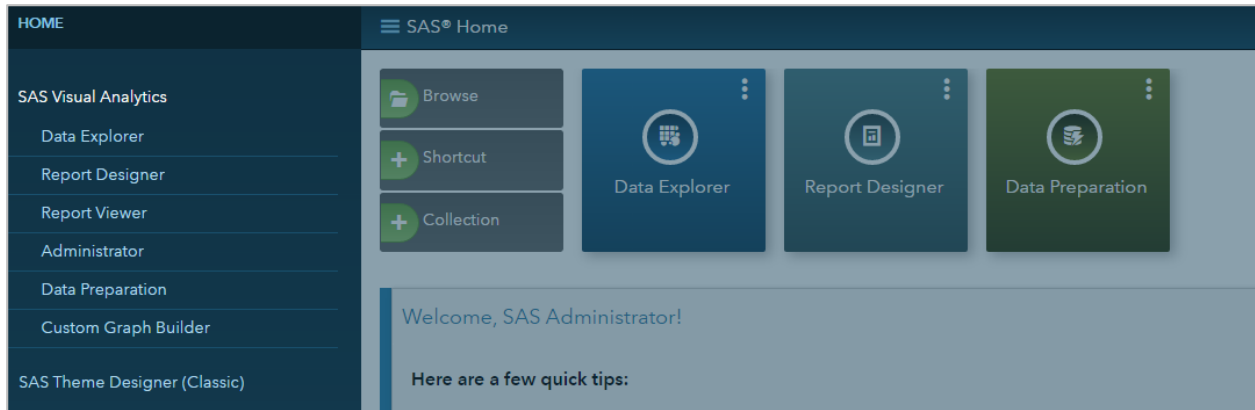 HOME
SAS® Home
SAS Visual Analytics
Data Explorer
Report Designer
Report Viewer
Administrator
Data Preparation
Custom Graph Builder
SAS Theme Designer (Classic)
Browse
Shortcut
Collection
Data Explorer
Report Designer
Data Preparation
Welcome, SAS Administrator!
Here are a few quick tips: